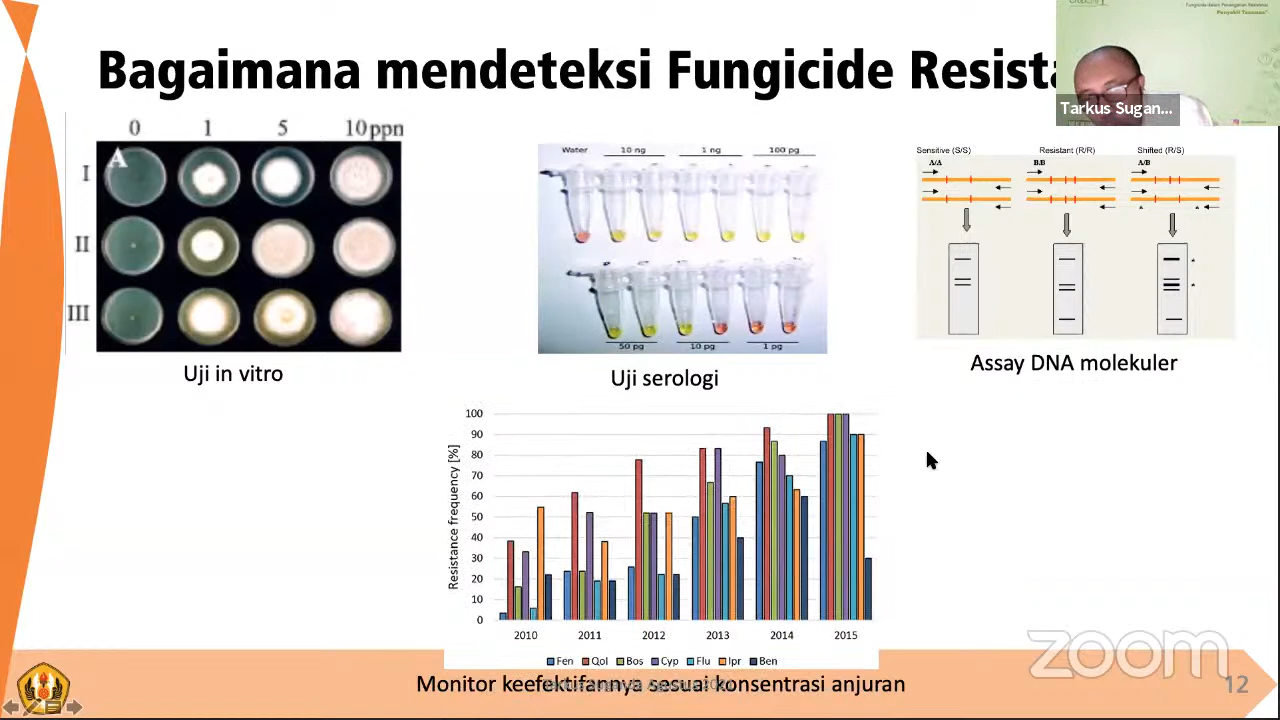 Bagaimana mendeteksi Fungicide Resista
Tarkus Sugan...
0 1 5 10 ppn
A
I
II
III
Uji in vitro
Water 10 ng 1 ng 100 pg
50 pg 10 pg 1 pg
Uji serologi
Sensitive (S/S) Resistant (R/R) Shifted (R/S)
A/A B/B A/B
Assay DNA molekuler
Resistance frequency [%]
100
90
80
70
60
50
40
30
20
10
0
2010 2011 2012 2013 2014 2015
Fen Qol Bos Cyp Flu Ipr Ben
Monitor keefektifannya sesuai konsentrasi anjuran
zoom
12